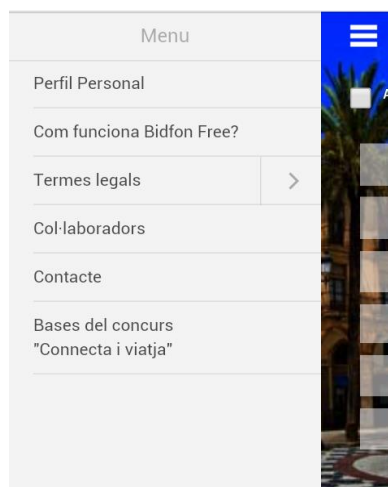 Menu
Perfil Personal
Com funciona Bidfon Free?
Termes legals
Col·laboradors
Contacte
Bases del concurs
"Connecta i viatja"